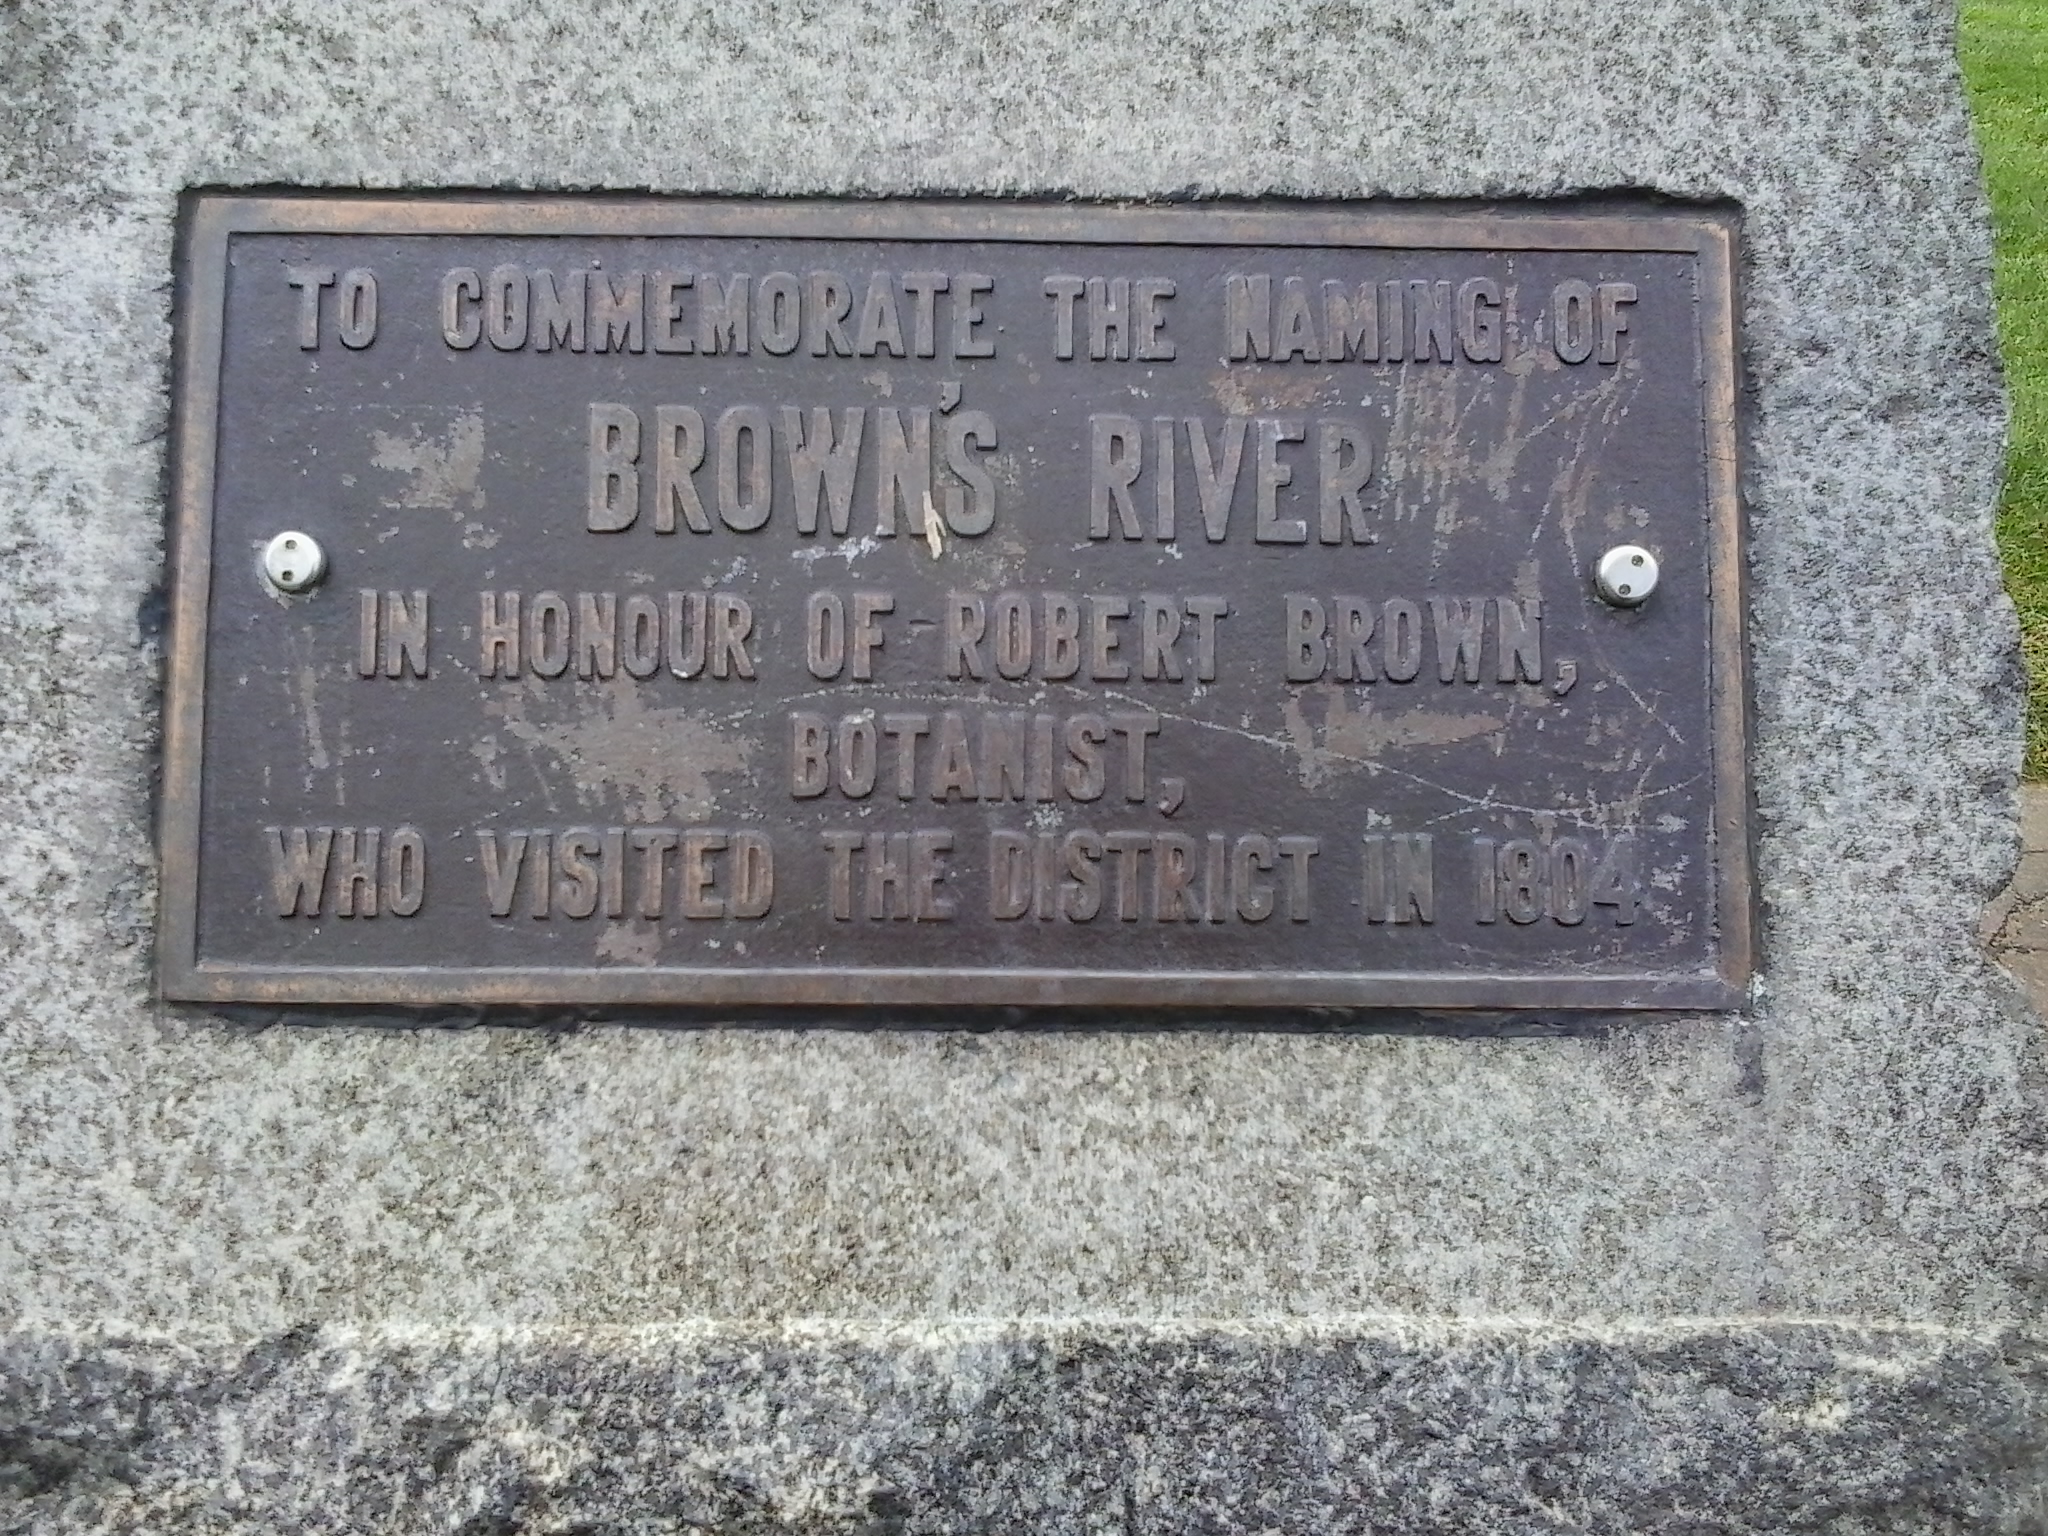 TO COMMEMORATE THE NAMING OF
BROWN'S RIVER
IN HONOUR OF ROBERT BROWN,
BOTANIST,
WHO VISITED THE DISTRICT IN 1804